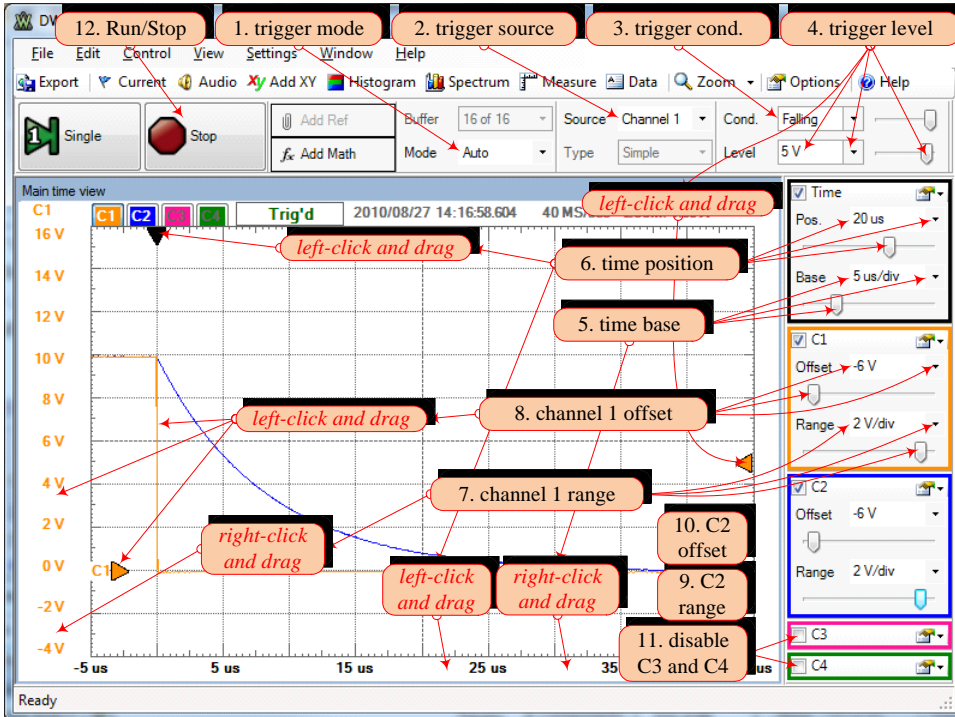 DW
12. Run/Stop
1. trigger mode
2. trigger source
3. trigger cond.
4. trigger level
File Edit Control View Settings Window Help
Export Current Audio XY Add XY Histogram Spectrum Measure Data Zoom Options Help
1 Single
Stop
Add Ref
fx Add Math
Buffer 16 of 16
Mode Auto
Source Channel 1
Type Simple
Cond. Falling
Level 5 V
Main time view
C1 C1 C2 C3 C4 Trig'd 2010/08/27 14:16:58.604 40 MS/
left-click and drag
left-click and drag
6. time position
5. time base
8. channel 1 offset
left-click and drag
7. channel 1 range
right-click
and drag
left-click
and drag
right-click
and drag
10. C2
offset
9. C2
range
11. disable
C3 and C4
16 V
14 V
12 V
10 V
8 V
6 V
4 V
2 V
0 V
-2 V
-4 V
C1
-5 us 5 us 15 us 25 us 35 us
Time
Pos. 20 us
Base 5 us/div
C1
Offset -6 V
Range 2 V/div
C2
Offset -6 V
Range 2 V/div
C3
C4
Ready